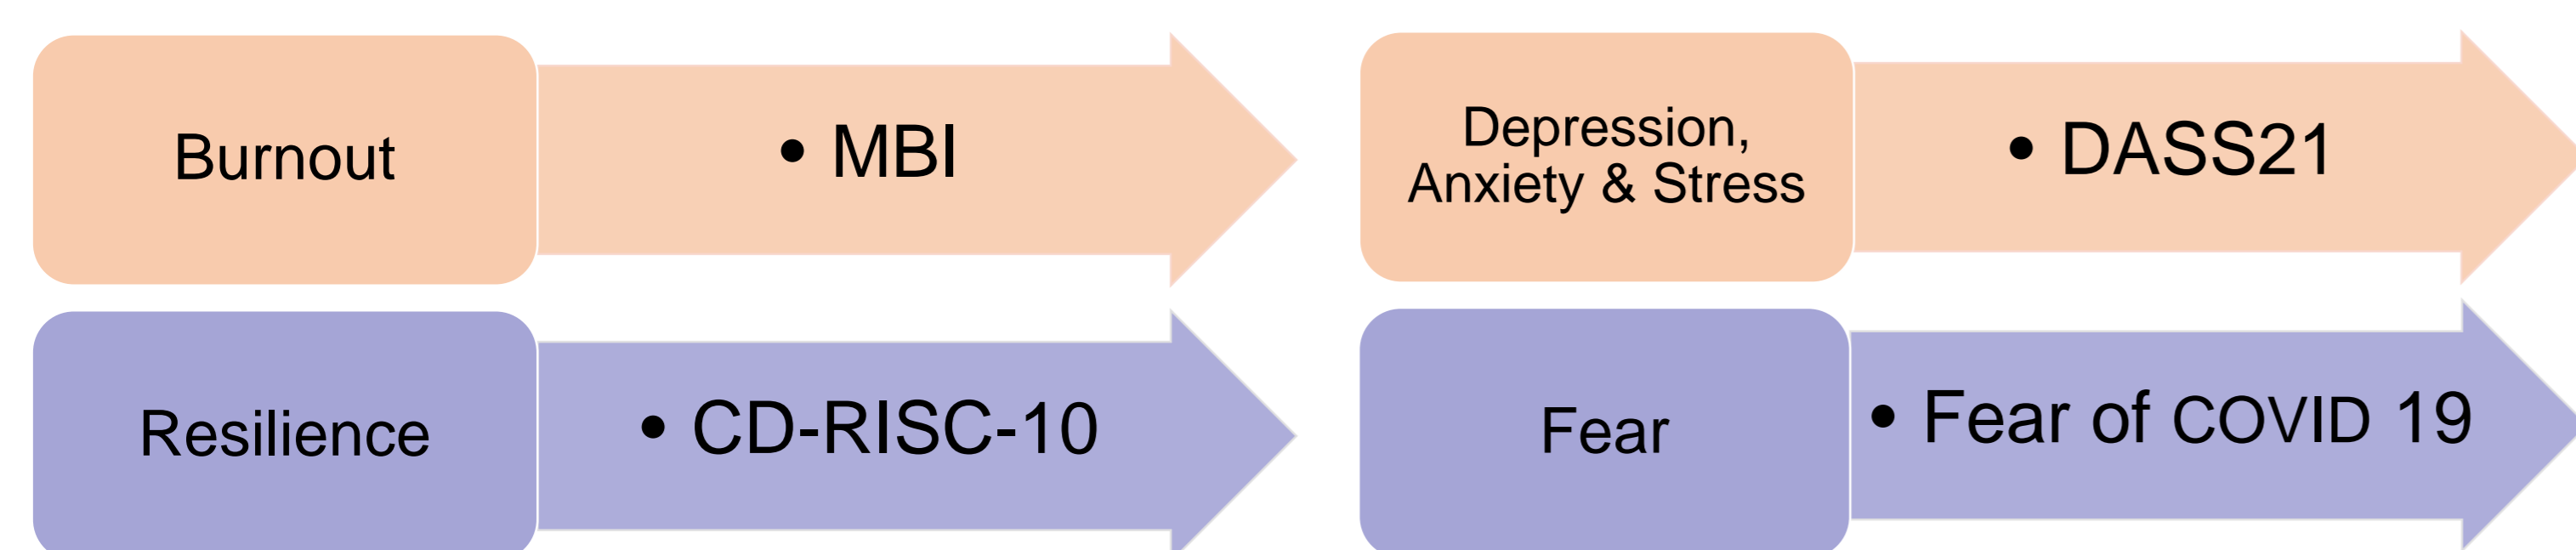 Burnout
• MBI
Depression,
Anxiety & Stress
• DASS21
Resilience
• CD-RISC-10
Fear
• Fear of COVID 19